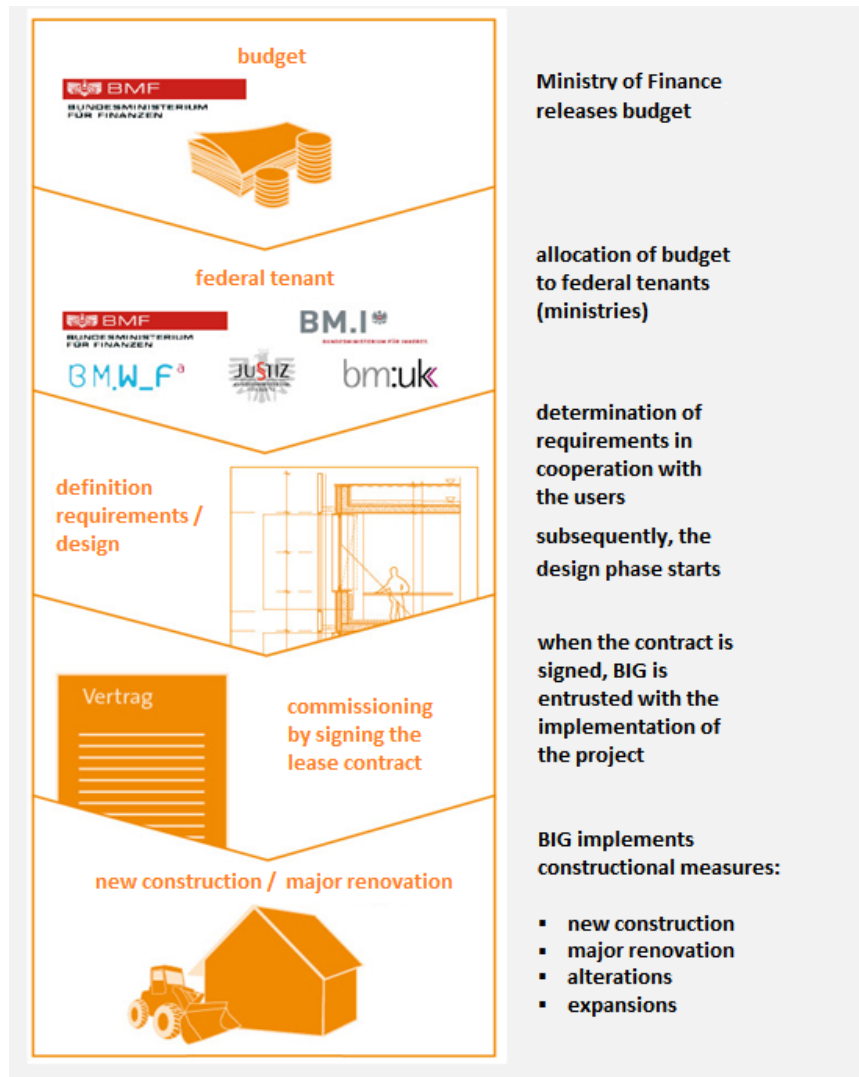 budget
BMF
BUNDESMINISTERIUM
FÜR FINANZEN
Ministry of Finance
releases budget
federal tenant
BMF
BUNDESMINISTERIUM
FÜR FINANZEN
BM.I
BUNDESMINISTERIUM FÜR INNERES
BM.W_Fa
JUSTIZ
bm:uk
allocation of budget
to federal tenants
(ministries)
definition
requirements /
design
determination of
requirements in
cooperation with
the users
subsequently, the
design phase starts
Vertrag
commissioning
by signing the
lease contract
when the contract is
signed, BIG is
entrusted with the
implementation of
the project
new construction / major renovation
BIG implements
constructional measures:
▪ new construction
▪ major renovation
▪ alterations
▪ expansions